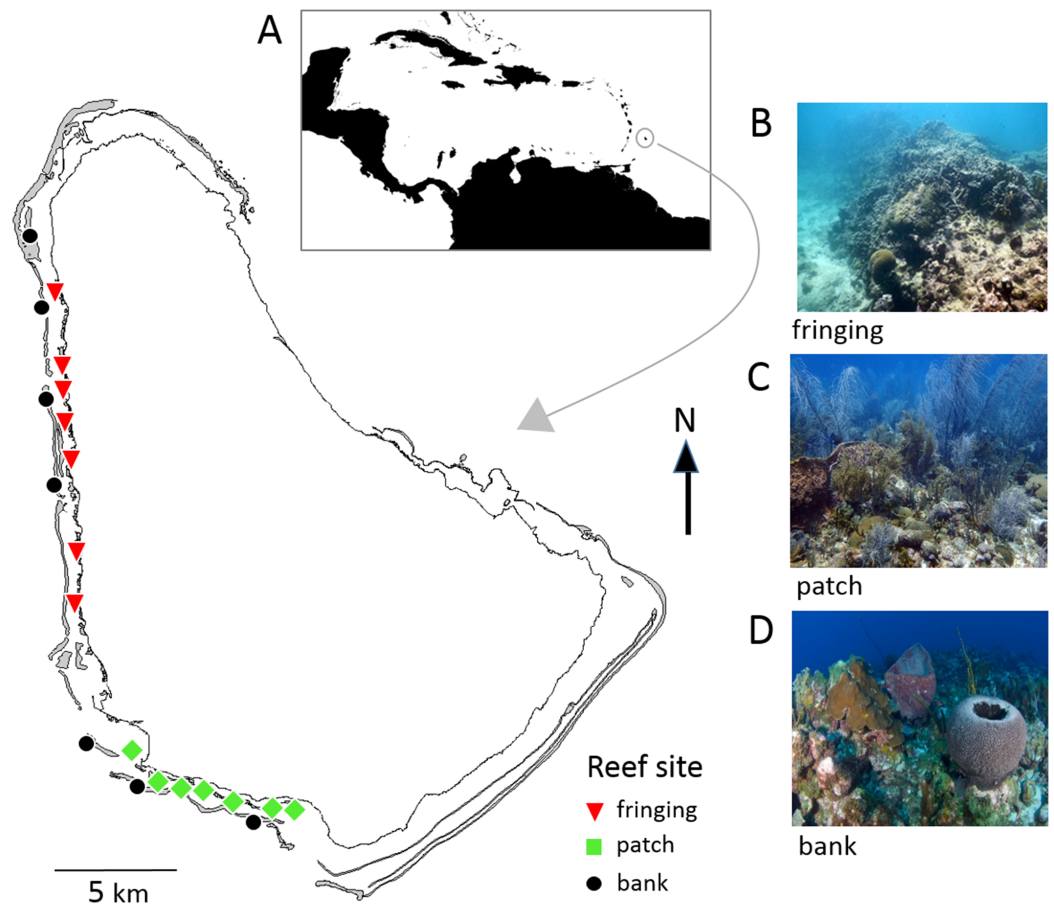 A
B
fringing
C
N
patch
D
Reef site
fringing
patch
bank
bank
5 km